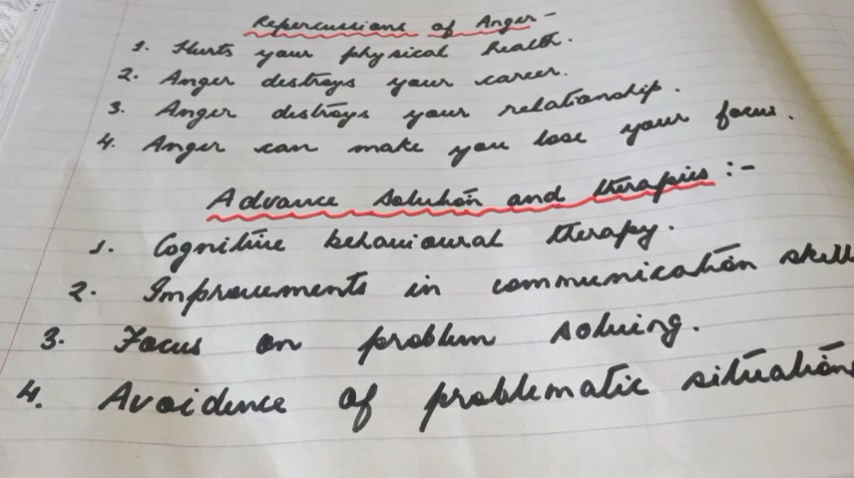 Repercussions of Anger -
1. Hurts your physical health.
2. Anger destroys your career.
3. Anger destroys your relationship.
4. Anger can make you lose your focus.
Advance solution and therapies :-
1. Cognitive behavioural therapy.
2. Improvements in communication skill
3. Focus on problem solving.
4. Avoidence of problematic situations